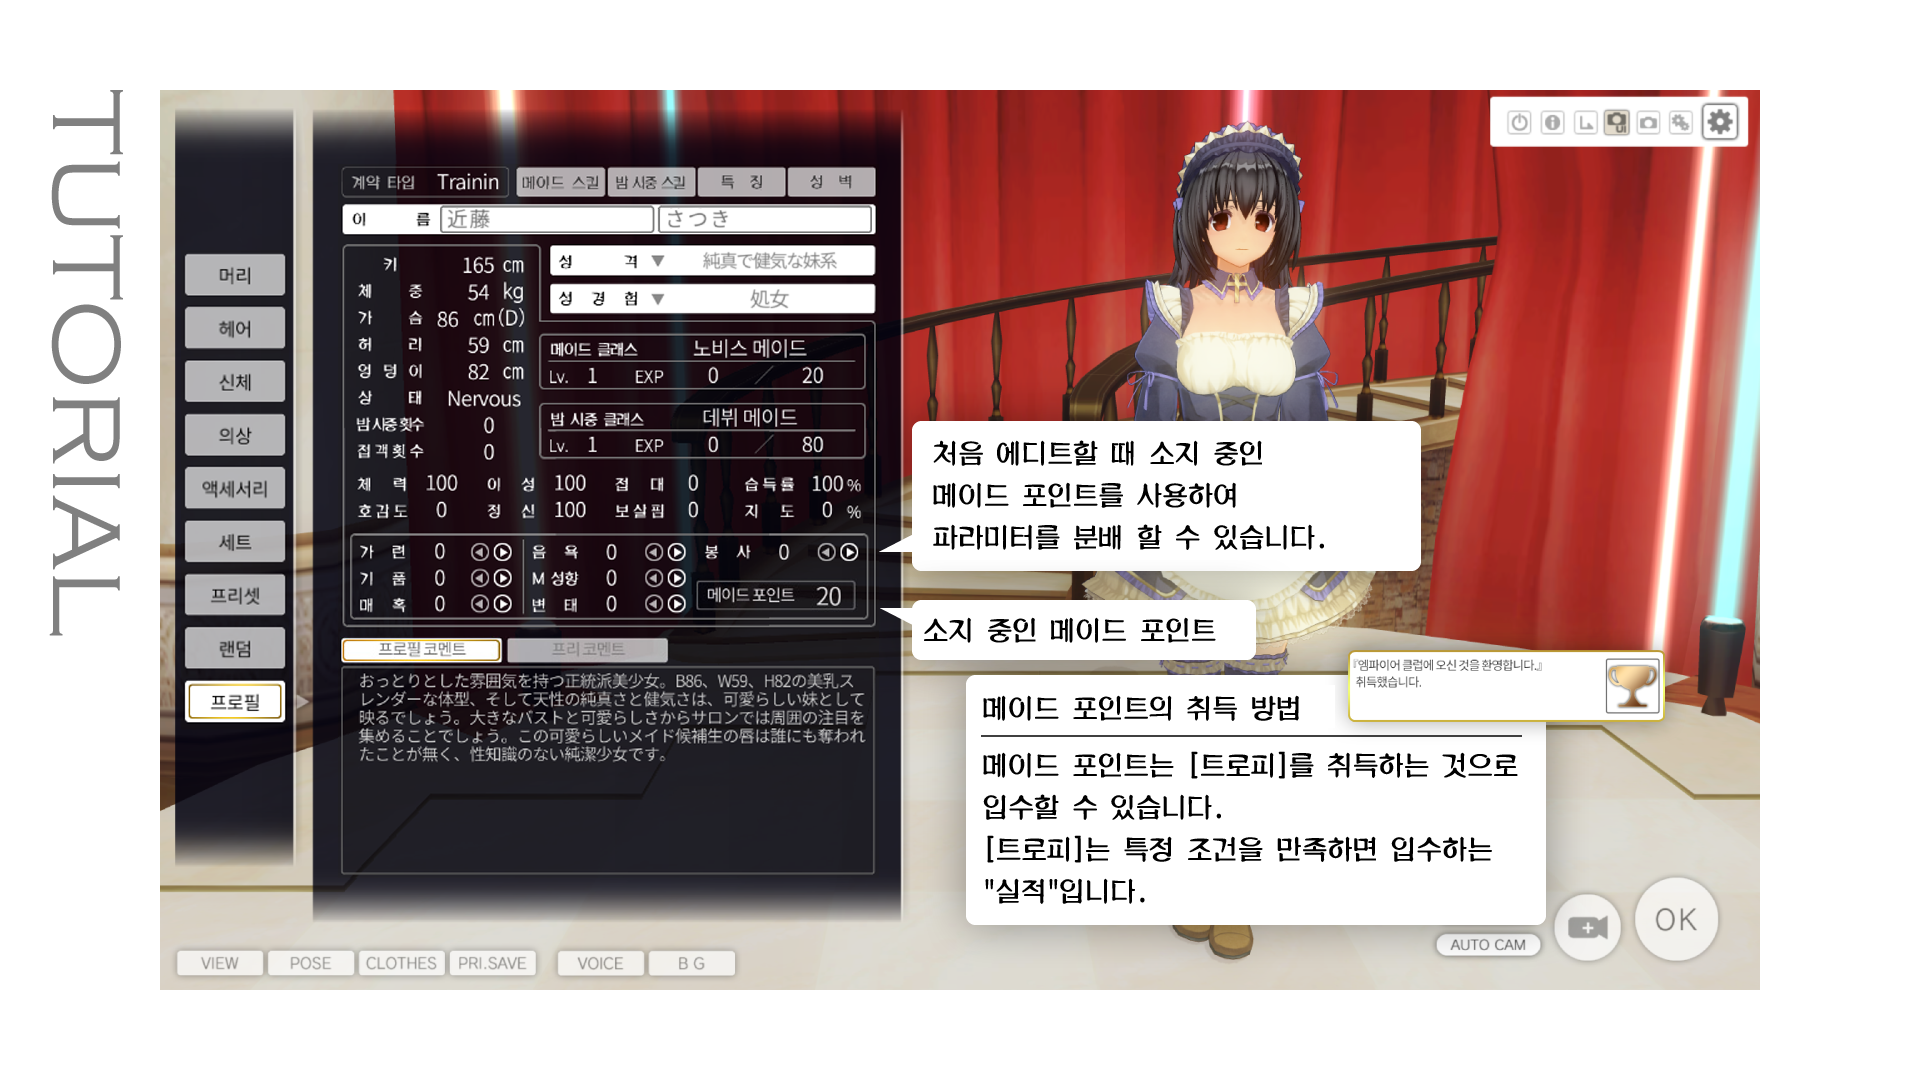 TUTORIAL
계약 타입 Trainin 메이드 스킬 밤 시중 스킬 특 징 성 벽
이 름 近藤 さつき
머리
헤어
신체
의상
액세서리
세트
프리셋
랜덤
프로필
키 165 cm
체 중 54 kg
가 슴 86 cm(D)
허 리 59 cm
엉 덩 이 82 cm
상 태 Nervous
밤시중횟수 0
접객횟수 0
성 격 ▼ 純真で健気な妹系
성 경 험 ▼ 処女
메이드 클래스 노비스 메이드
Lv. 1 EXP 0 / 20
밤 시중 클래스 데뷔 메이드
Lv. 1 EXP 0 / 80
체 력 100 이 성 100 접 대 0 습득률 100 %
호감도 0 정 신 100 보살핌 0 지 도 0 %
가 련 0 음 욕 0 봉 사 0
기 품 0 M 성향 0
매 혹 0 변 태 0 메이드 포인트 20
프로필 코멘트 프리 코멘트
おっとりとした雰囲気を持つ正統派美少女。B86、W59、H82の美乳ス
レンダーな体型、そして天性の純真さと健気さは、可愛らしい妹として
映るでしょう。大きなバストと可愛らしさからサロンでは周囲の注目を
集めることでしょう。この可愛らしいメイド候補生の唇は誰にも奪われ
たことが無く、性知識のない純潔少女です。
처음 에디트할 때 소지 중인
메이드 포인트를 사용하여
파라미터를 분배 할 수 있습니다.
소지 중인 메이드 포인트
『엠파이어 클럽에 오신 것을 환영합니다.』
취득했습니다.
메이드 포인트의 취득 방법
메이드 포인트는 [트로피]를 취득하는 것으로
입수할 수 있습니다.
[트로피]는 특정 조건을 만족하면 입수하는
"실적"입니다.
AUTO CAM
OK
VIEW POSE CLOTHES PRI.SAVE VOICE B G
UI